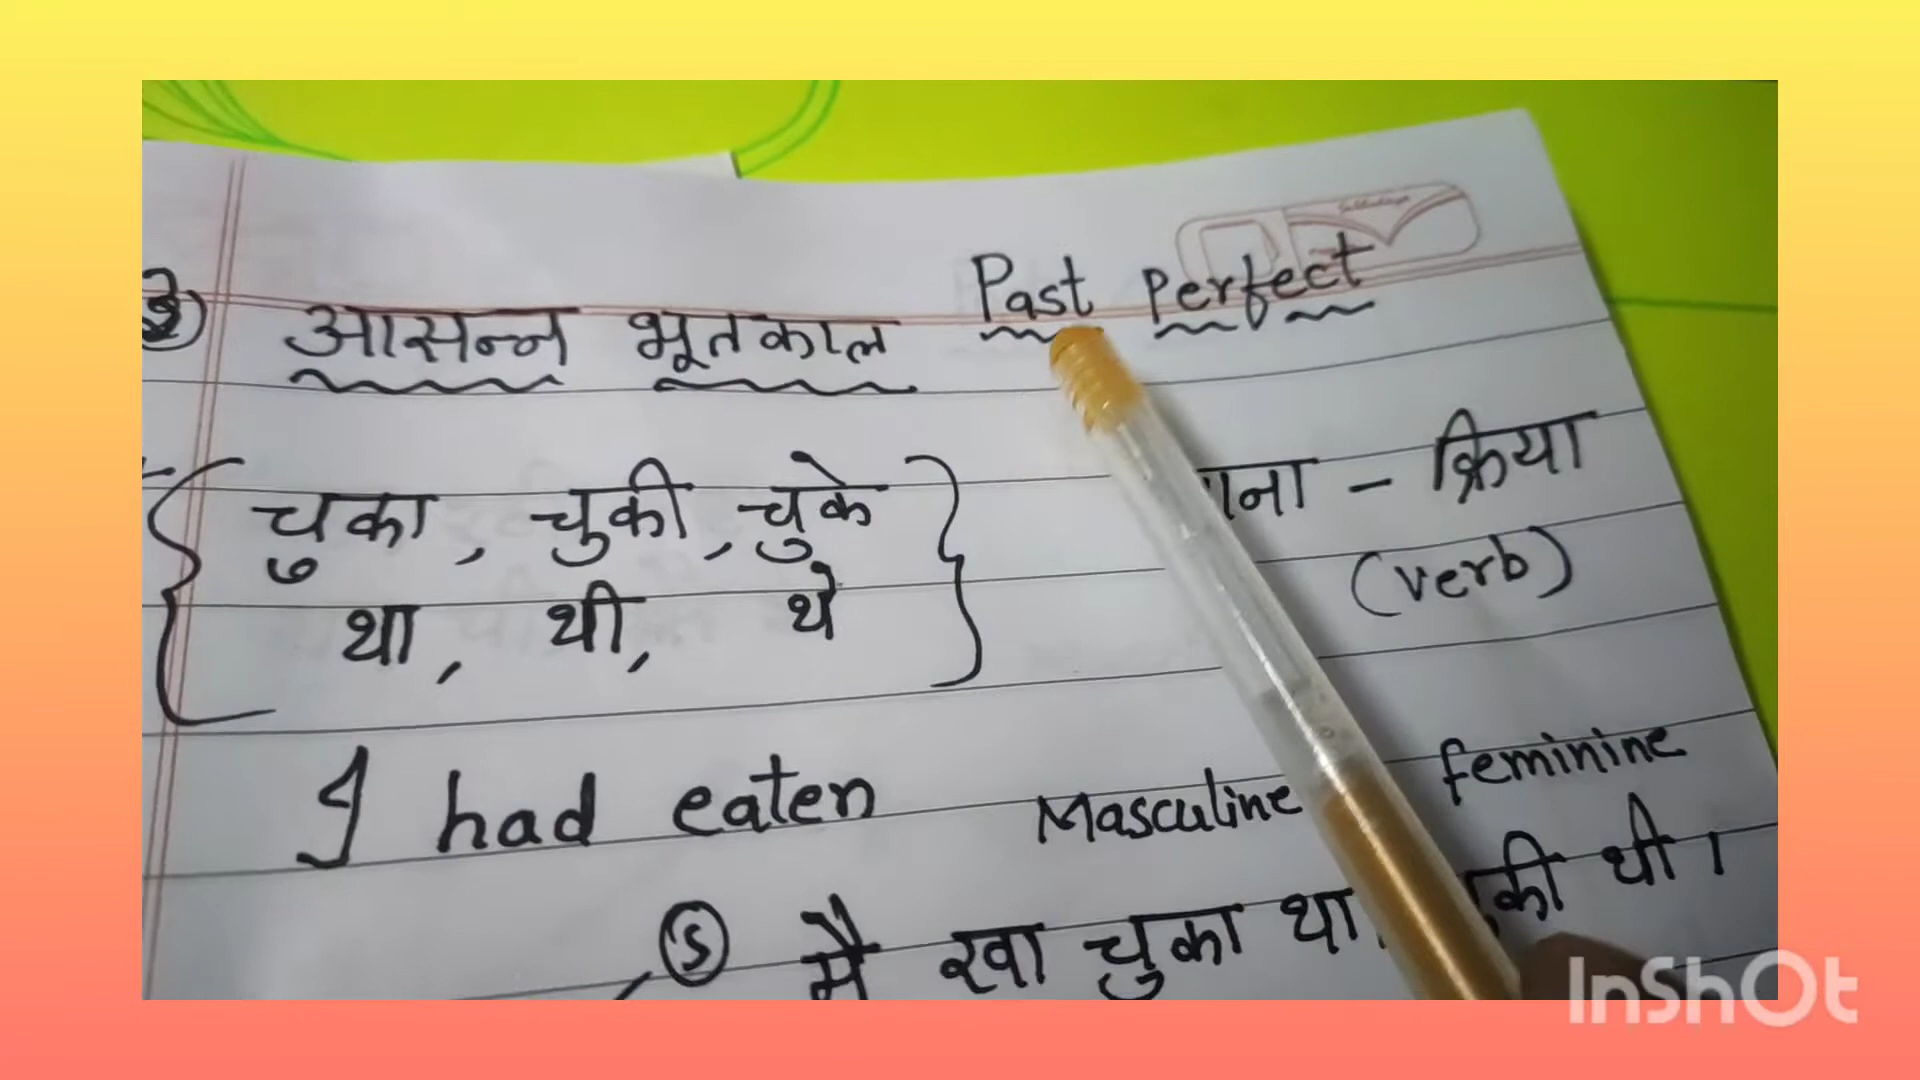 आसन्न भूतकाल Past Perfect
चुका, चुकी, चुके
ाना - क्रिया
था, थी, थे
(verb)
I had eaten Masculine feminine
(S) मै खा चुका था की थी।
InShOt